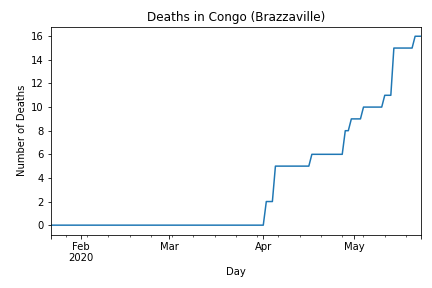 Deaths in Congo (Brazzaville)
16
14
12
10
8
6
4
2
0
Number of Deaths
Feb
2020
Mar
Apr
May
Day